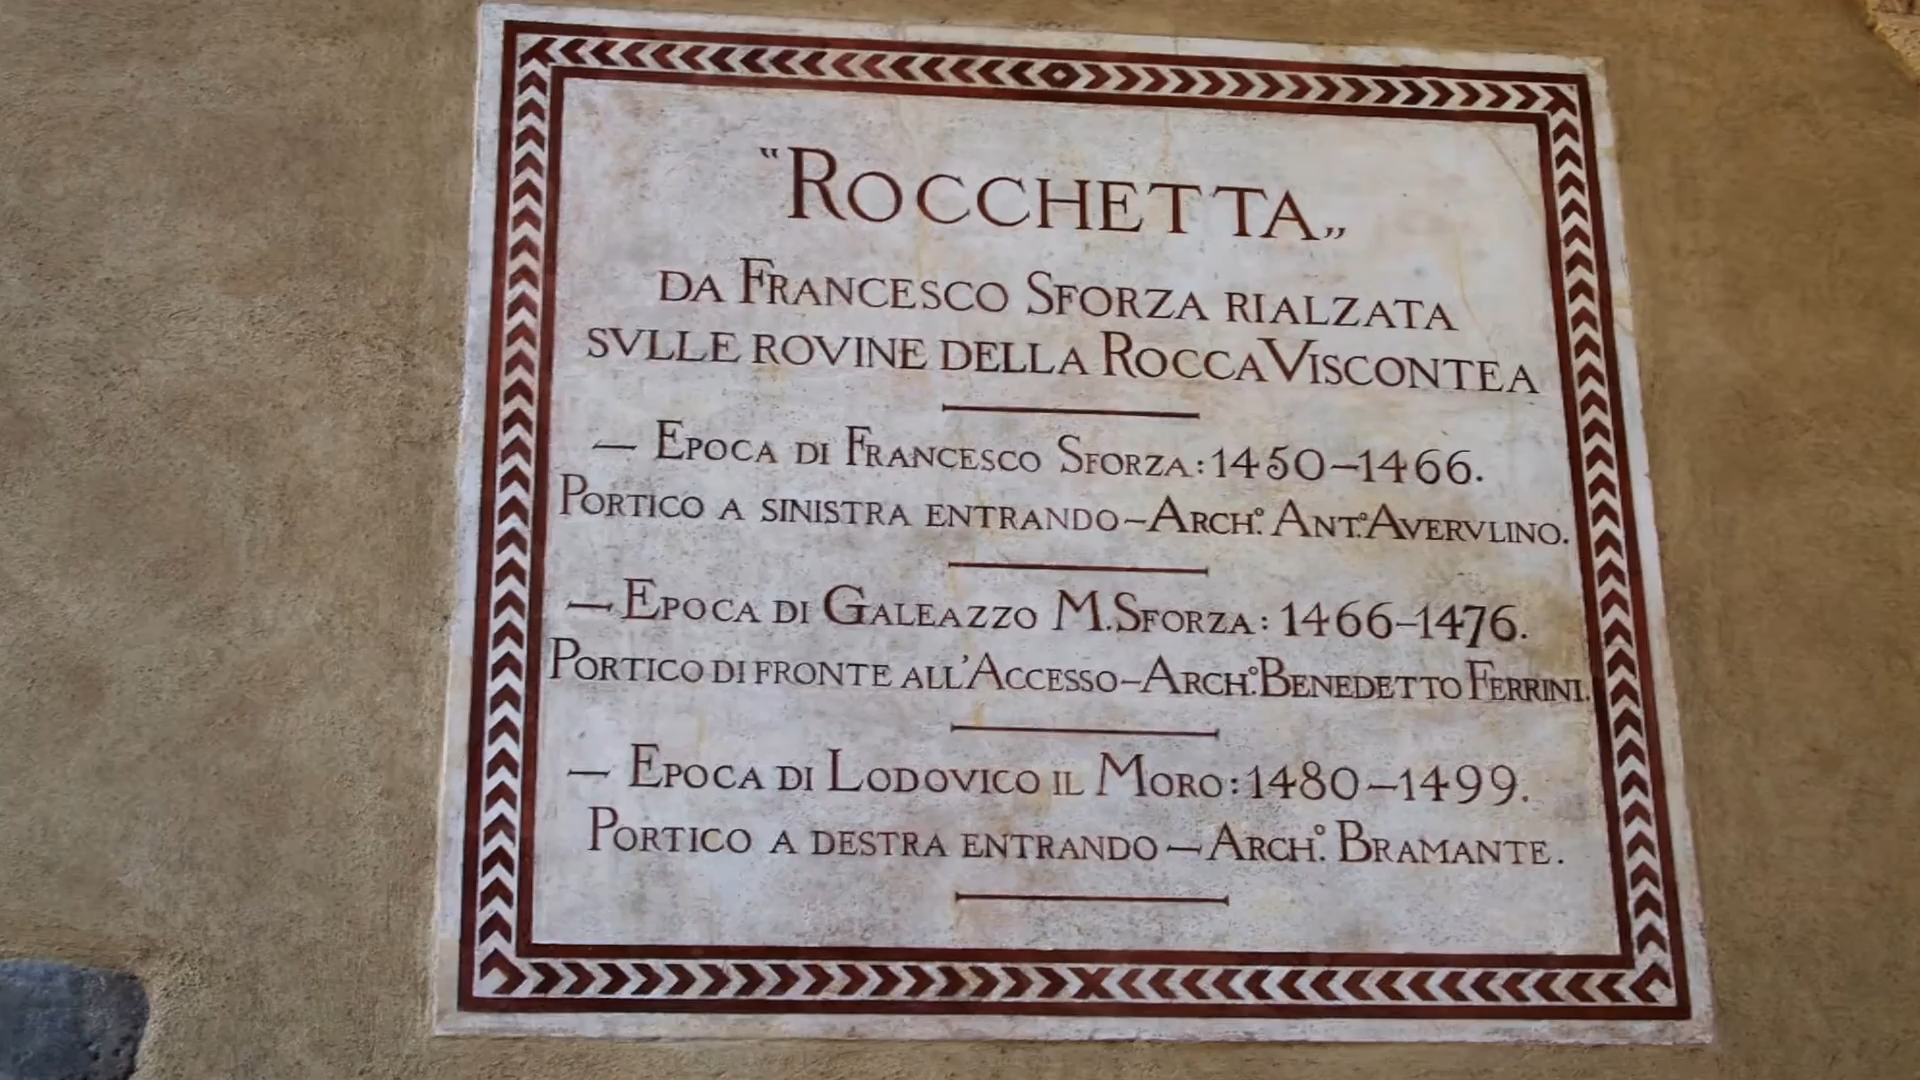 "ROCCHETTA„
DA FRANCESCO SFORZA RIALZATA
SVLLE ROVINE DELLA ROCCA VISCONTEA
— EPOCA DI FRANCESCO SFORZA: 1450–1466.
PORTICO A SINISTRA ENTRANDO – ARCH.º ANT.º AVERVLINO.
— EPOCA DI GALEAZZO M. SFORZA: 1466–1476.
PORTICO DI FRONTE ALL'ACCESSO – ARCH.º BENEDETTO FERRINI.
— EPOCA DI LODOVICO IL MORO: 1480–1499.
PORTICO A DESTRA ENTRANDO — ARCH.º BRAMANTE.